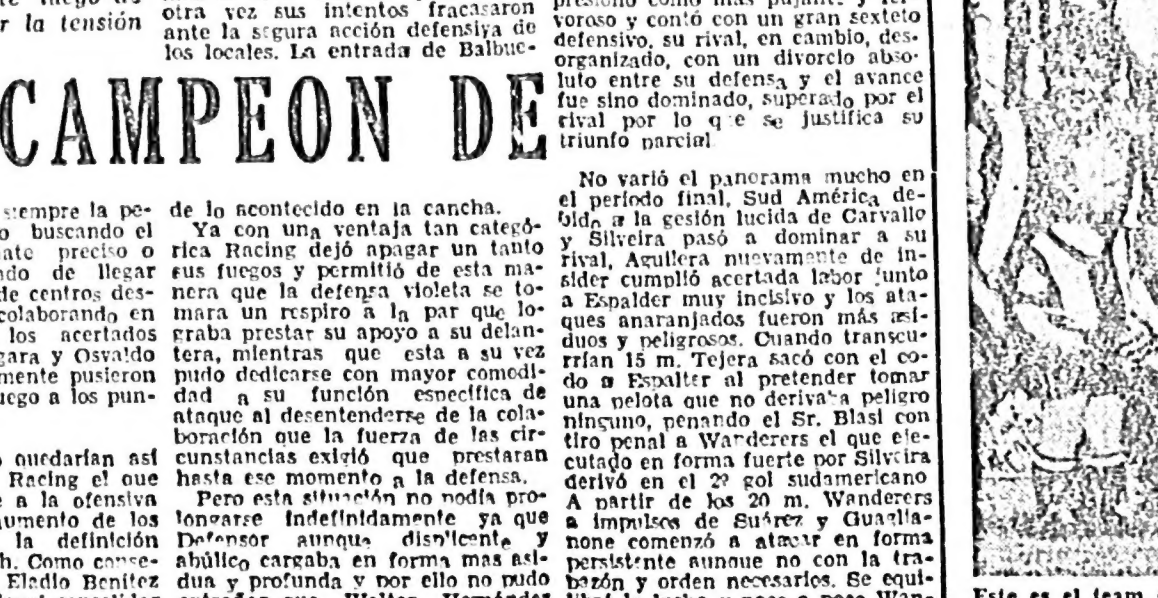 r la tensión
otra vez sus intentos fracasaron
ante la segura acción defensiva de
los locales. La entrada de Balbue-
CAMPEON DE
siempre la pe-
o buscando el
ate preciso o
ndo de llegar
de centros des-
colaborando en
los acertados
gara y Osvaldo
mente pusieron
uego a los pun-
o quedarían así
Racing el que
e a la ofensiva
aumento de los
la definición
h. Como conse-
Eladio Benítez
de lo acontecido en la cancha.
Ya con una ventaja tan categó-
rica Racing dejó apagar un tanto
sus fuegos y permitió de esta ma-
nera que la defensa violeta se to-
mara un respiro a la par que lo-
graba prestar su apoyo a su delan-
tera, mientras que esta a su vez
pudo dedicarse con mayor comodi-
dad a su función específica de
ataque al desentenderse de la cola-
boración que la fuerza de las cir-
cunstancias exigió que prestaran
hasta ese momento a la defensa.
Pero esta situación no podía pro-
longarse indefinidamente ya que
Defensor aunque displicente y
abúlico cargaba en forma mas asi-
dua y profunda y por ello no pudo
Walter Hernández
voroso y contó con un gran sexteto
defensivo, su rival, en cambio, des-
organizado, con un divorcio abso-
luto entre su defensa y el avance
fue sino dominado, superado por el
rival por lo que se justifica su
triunfo parcial
No varió el panorama mucho en
el período final, Sud América de-
bido a la gesión lucida de Carvallo
y Silveira pasó a dominar a su
rival, Aguilera nuevamente de in-
sider cumplió acertada labor junto
a Espalder muy incisivo y los ata-
ques anaranjados fueron más asi-
duos y peligrosos. Cuando transcu-
rrían 15 m. Tejera sacó con el co-
do a Espalter al pretender tomar
una pelota que no derivaba peligro
ninguno, penando el Sr. Blasi con
tiro penal a Wanderers el que eje-
cutado en forma fuerte por Silveira
derivó en el 2º gol sudamericano
A partir de los 20 m. Wanderers
a impulsos de Suárez y Guaglia-
none comenzó a atacar en forma
persistente aunque no con la tra-
bazón y orden necesarios. Se equi-
Este es el team